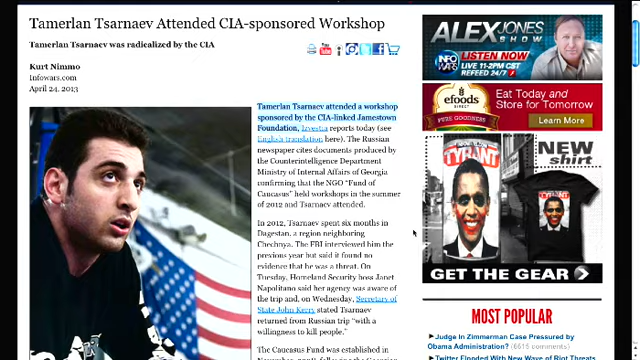 Tamerlan Tsarnaev Attended CIA-sponsored Workshop
Tamerlan Tsarnaev was radicalized by the CIA
Kurt Nimmo
Infowars.com
April 24, 2013
Tamerlan Tsarnaev attended a workshop
sponsored by the CIA-linked Jamestown
Foundation, Izvestia reports today (see
English translation here). The Russian
newspaper cites documents produced by
the Counterintelligence Department
Ministry of Internal Affairs of Georgia
confirming that the NGO "Fund of
Caucasus" held workshops in the summer
of 2012 and Tsarnaev attended.
In 2012, Tsarnaev spent six months in
Dagestan, a region neighboring
Chechnya. The FBI interviewed him the
previous year but said it found no
evidence that he was a threat. On
Tuesday, Homeland Security boss Janet
Napolitano said her agency was aware of
the trip and, on Wednesday, Secretary of
State John Kerry stated Tsarnaev
returned from Russian trip "with a
willingness to kill people."
The Caucasus Fund was established in
ALEX JONES
SHOW
INFO
WARS
LISTEN NOW
LIVE 11-2PM CST
REFEED 24/7
efoods
DIRECT
PURE GOODNESS
Eat Today and
Store for Tomorrow
Learn More
TYRANT
NEW
shirt
GET THE GEAR
MOST POPULAR
Judge In Zimmerman Case Pressured by
Obama Administration? (6615 comments)
Twitter Flooded With New Wave of Riot Threats